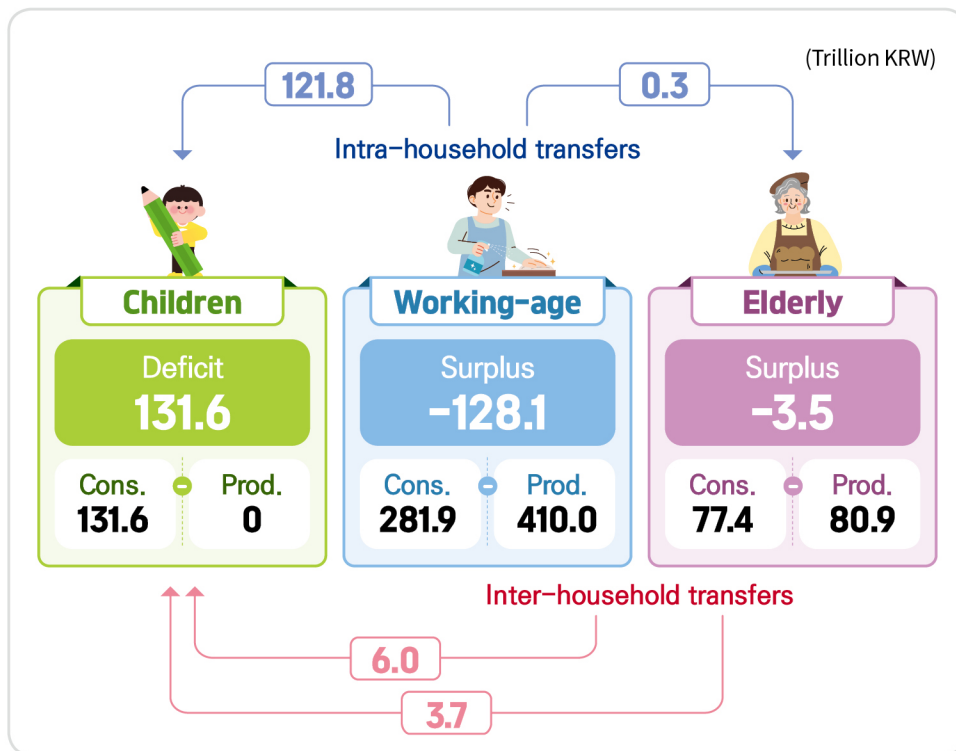 (Trillion KRW)
121.8
0.3
Intra-household transfers
Children
Deficit
131.6
Cons. - Prod.
131.6 0
Working-age
Surplus
-128.1
Cons. - Prod.
281.9 410.0
Elderly
Surplus
-3.5
Cons. - Prod.
77.4 80.9
Inter-household transfers
6.0
3.7